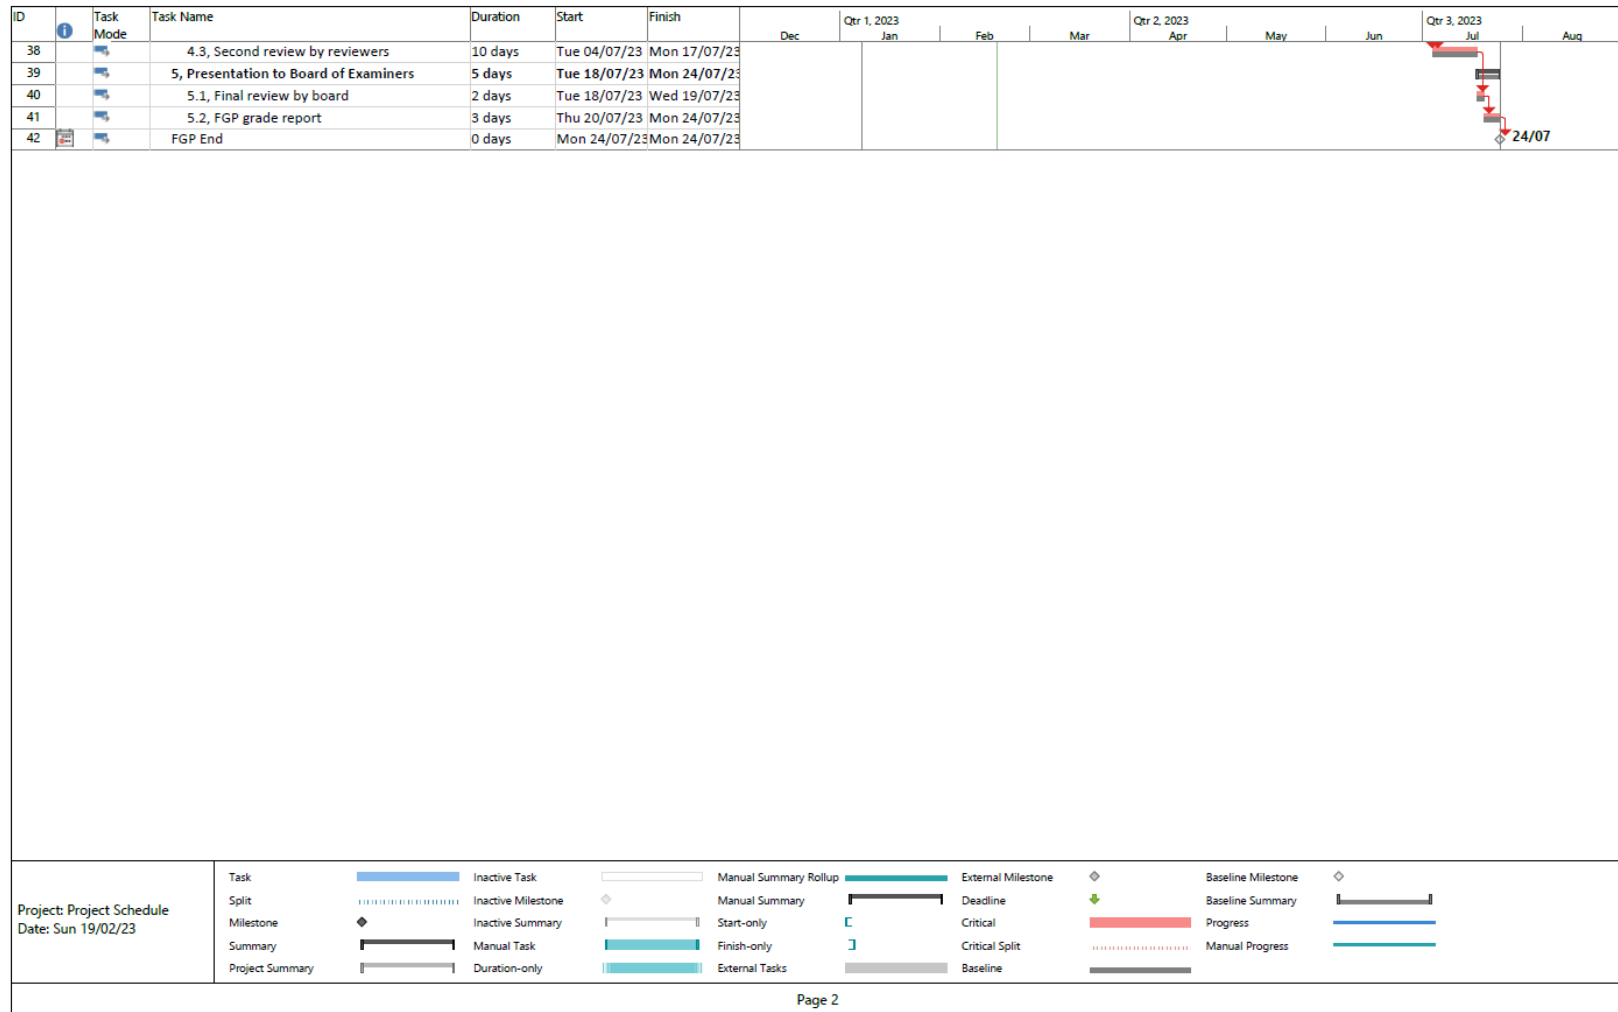 ID Task Mode Task Name Duration Start Finish Qtr 1, 2023 Qtr 2, 2023 Qtr 3, 2023
Dec Jan Feb Mar Apr May Jun Jul Aug
38 4.3, Second review by reviewers 10 days Tue 04/07/23 Mon 17/07/23
39 5, Presentation to Board of Examiners 5 days Tue 18/07/23 Mon 24/07/23
40 5.1, Final review by board 2 days Tue 18/07/23 Wed 19/07/23
41 5.2, FGP grade report 3 days Thu 20/07/23 Mon 24/07/23
42 FGP End 0 days Mon 24/07/23 Mon 24/07/23 24/07
Project: Project Schedule
Date: Sun 19/02/23
Task Inactive Task Manual Summary Rollup External Milestone Baseline Milestone
Split Inactive Milestone Manual Summary Deadline Baseline Summary
Milestone Inactive Summary Start-only Critical Progress
Summary Manual Task Finish-only Critical Split Manual Progress
Project Summary Duration-only External Tasks Baseline
Page 2